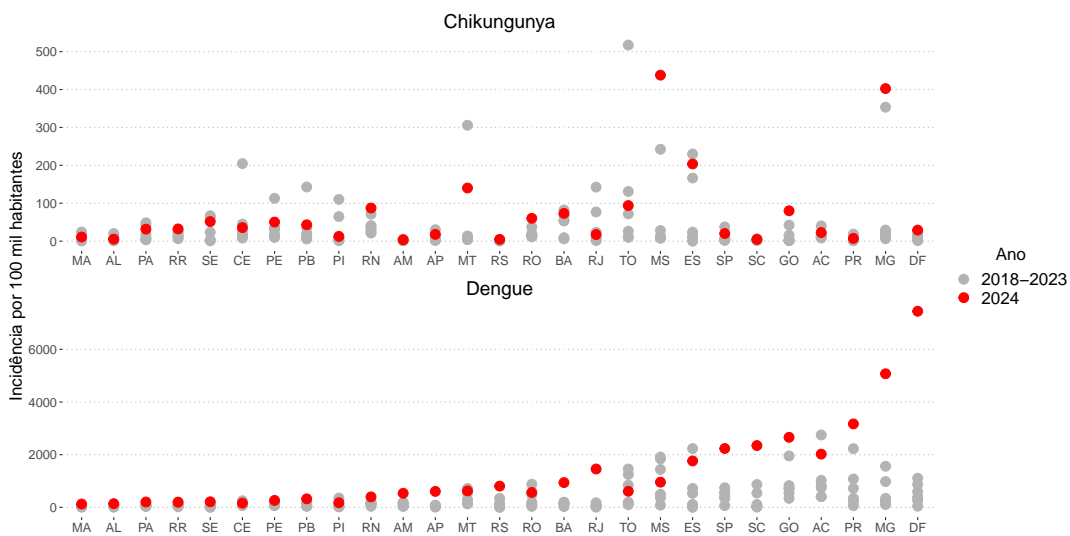 Chikungunya
Incidência por 100 mil habitantes
500
400
300
200
100
0
MA AL PA RR SE CE PE PB PI RN AM AP MT RS RO BA RJ TO MS ES SP SC GO AC PR MG DF
Dengue
6000
4000
2000
0
MA AL PA RR SE CE PE PB PI RN AM AP MT RS RO BA RJ TO MS ES SP SC GO AC PR MG DF
Ano
2018−2023
2024